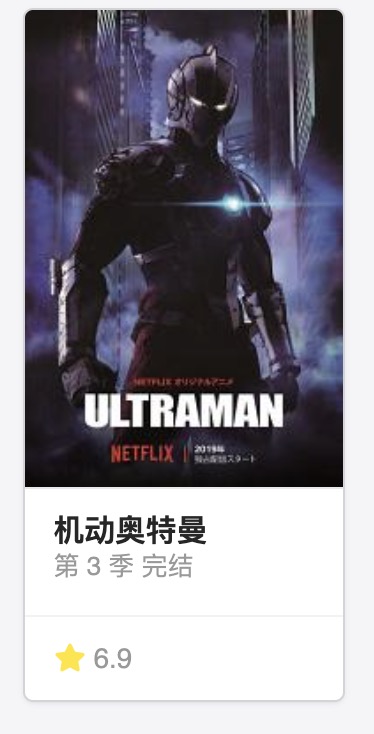 NETFLIX オリジナルアニメ
ULTRAMAN
NETFLIX
2019年
独占配信スタート
机动奥特曼
第 3 季 完结
6.9